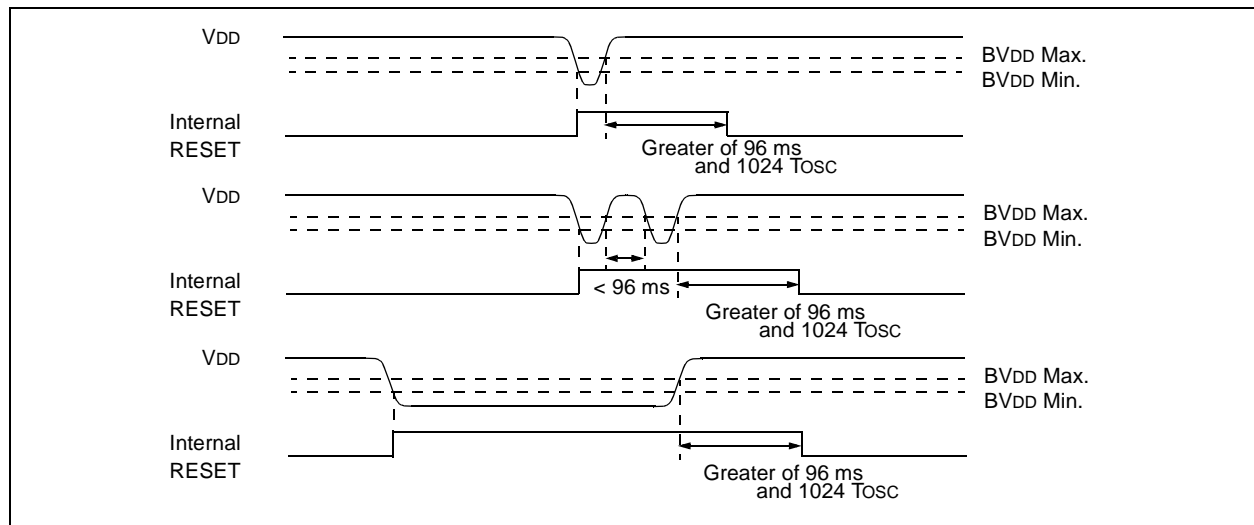 VDD
BVDD Max.
BVDD Min.
Internal
RESET
Greater of 96 ms
and 1024 TOSC
VDD
BVDD Max.
BVDD Min.
Internal
RESET
< 96 ms
Greater of 96 ms
and 1024 TOSC
VDD
BVDD Max.
BVDD Min.
Internal
RESET
Greater of 96 ms
and 1024 TOSC